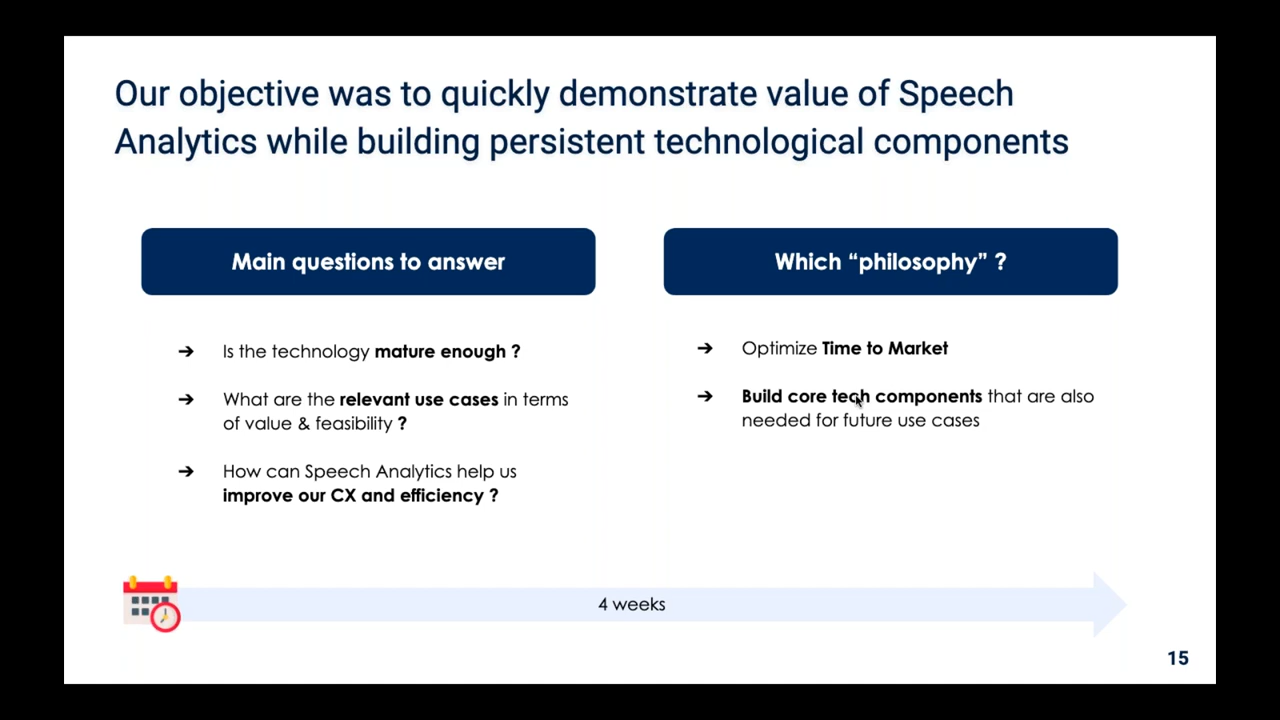 Our objective was to quickly demonstrate value of Speech
Analytics while building persistent technological components
Main questions to answer
➔ Is the technology mature enough ?
➔ What are the relevant use cases in terms
of value & feasibility ?
➔ How can Speech Analytics help us
improve our CX and efficiency ?
Which “philosophy” ?
➔ Optimize Time to Market
➔ Build core tech components that are also
needed for future use cases
4 weeks
15